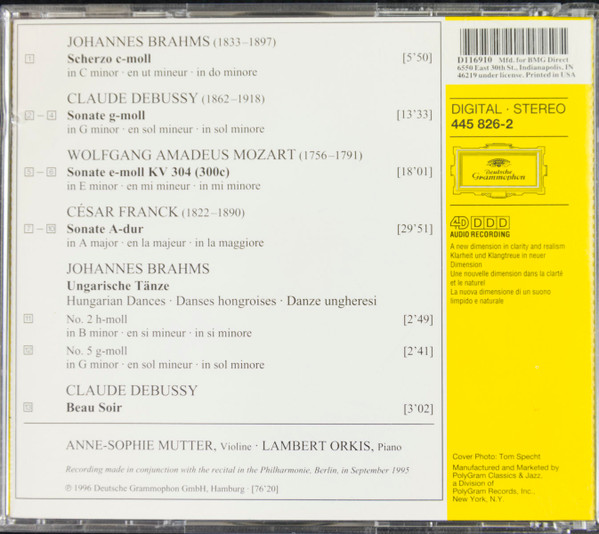 JOHANNES BRAHMS (1833–1897)
1 Scherzo c-moll [5'50]
in C minor · en ut mineur · in do minore
CLAUDE DEBUSSY (1862–1918)
2 – 4 Sonate g-moll [13'33]
in G minor · en sol mineur · in sol minore
WOLFGANG AMADEUS MOZART (1756–1791)
5 – 6 Sonate e-moll KV 304 (300c) [18'01]
in E minor · en mi mineur · in mi minore
CÉSAR FRANCK (1822–1890)
7 – 10 Sonate A-dur [29'51]
in A major · en la majeur · in la maggiore
JOHANNES BRAHMS
Ungarische Tänze
Hungarian Dances · Danses hongroises · Danze ungheresi
11 No. 2 h-moll [2'49]
in B minor · en si mineur · in si minore
12 No. 5 g-moll [2'41]
in G minor · en sol mineur · in sol minore
CLAUDE DEBUSSY
13 Beau Soir [3'02]
ANNE-SOPHIE MUTTER, Violine · LAMBERT ORKIS, Piano
Recording made in conjunction with the recital in the Philharmonie, Berlin, in September 1995
℗ 1996 Deutsche Grammophon GmbH, Hamburg · [76'20]
D116910 Mfd. for BMG Direct
6550 East 30th St., Indianapolis, IN
46219 under license. Printed in USA
DIGITAL · STEREO
445 826-2
Deutsche
Grammophon
4D DDD
AUDIO RECORDING
A new dimension in clarity and realism
Klarheit und Klangtreue in neuer
Dimension
Une nouvelle dimension dans la clarté
et le naturel
La nuova dimensione di un suono
limpido e naturale
Cover Photo: Tom Specht
Manufactured and Marketed by
PolyGram Classics & Jazz,
a Division of
PolyGram Records, Inc.,
New York, N.Y.